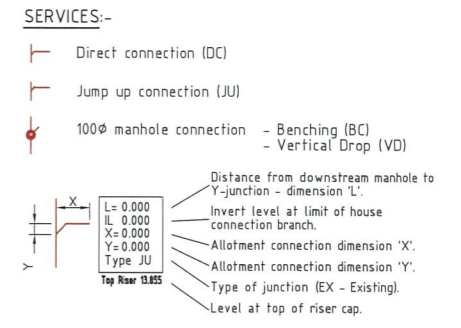 SERVICES:-
Direct connection (DC)
Jump up connection (JU)
100Ø manhole connection - Benching (BC)
- Vertical Drop (VD)
Distance from downstream manhole to
Y-junction - dimension 'L'.
X
L= 0.000
IL 0.000
X= 0.000
Y= 0.000
Type JU
Top Riser 13.855
Y
Invert level at limit of house
connection branch.
Allotment connection dimension 'X'.
Allotment connection dimension 'Y'.
Type of junction (EX - Existing).
Level at top of riser cap.